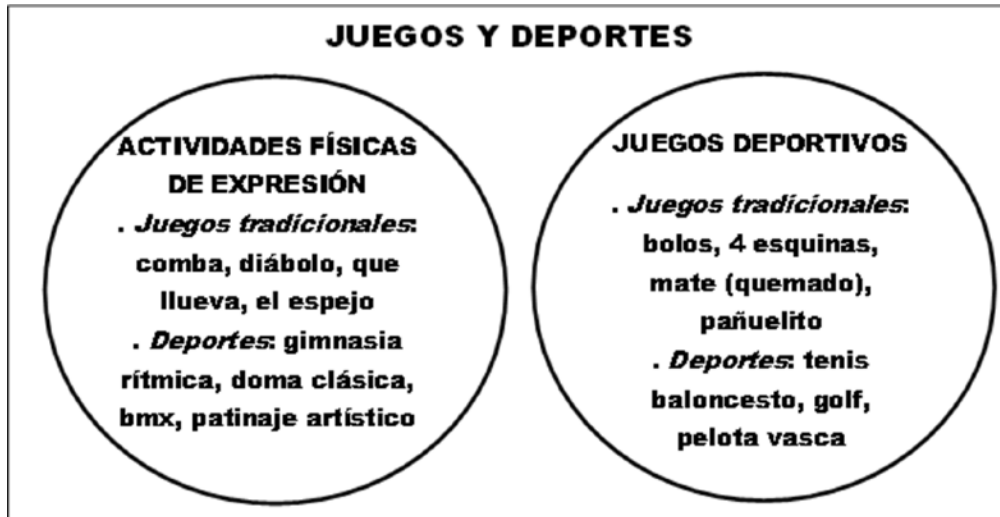 JUEGOS Y DEPORTES
ACTIVIDADES FÍSICAS
DE EXPRESIÓN
. Juegos tradicionales:
comba, diábolo, que
llueva, el espejo
. Deportes: gimnasia
rítmica, doma clásica,
bmx, patinaje artístico
JUEGOS DEPORTIVOS
. Juegos tradicionales:
bolos, 4 esquinas,
mate (quemado),
pañuelito
. Deportes: tenis
baloncesto, golf,
pelota vasca